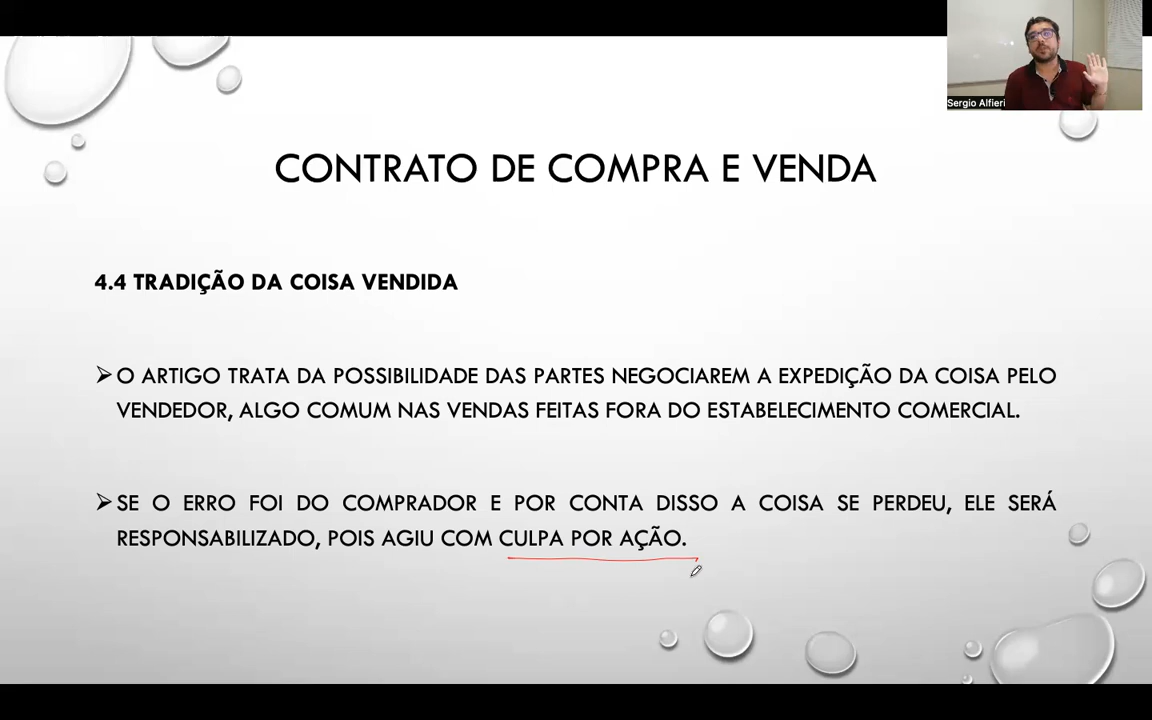 Sergio Alfieri
CONTRATO DE COMPRA E VENDA
4.4 TRADIÇÃO DA COISA VENDIDA
O ARTIGO TRATA DA POSSIBILIDADE DAS PARTES NEGOCIAREM A EXPEDIÇÃO DA COISA PELO
VENDEDOR, ALGO COMUM NAS VENDAS FEITAS FORA DO ESTABELECIMENTO COMERCIAL.
SE O ERRO FOI DO COMPRADOR E POR CONTA DISSO A COISA SE PERDEU, ELE SERÁ
RESPONSABILIZADO, POIS AGIU COM CULPA POR AÇÃO.